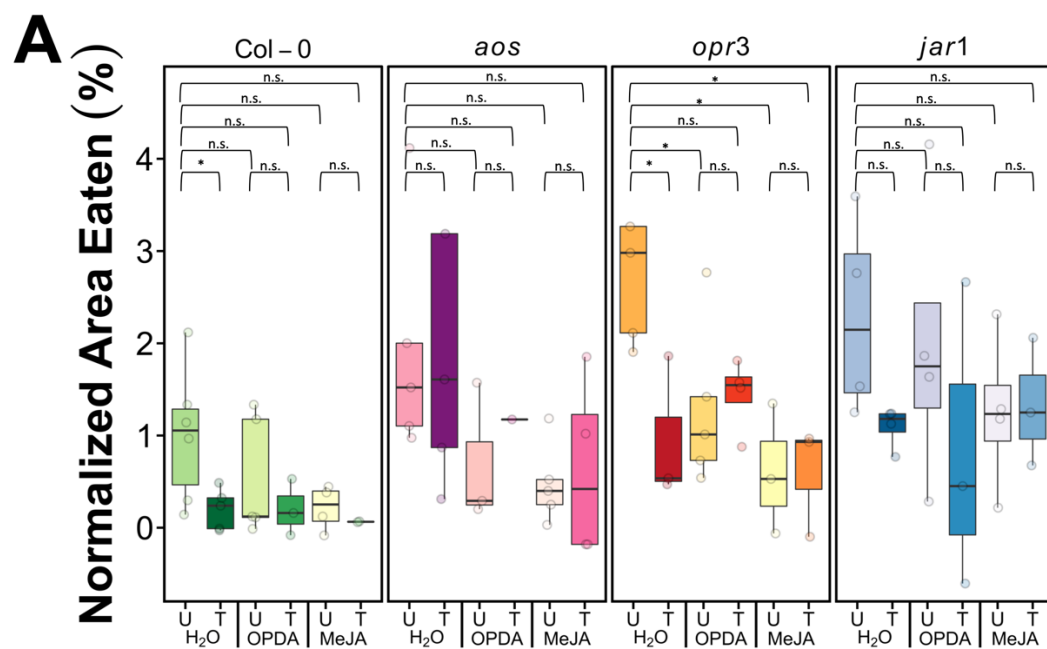 A
Normalized Area Eaten (%)
Col – 0 aos opr3 jar1
n.s. n.s. * n.s.
n.s. n.s. * n.s.
n.s. n.s. n.s. n.s.
n.s. n.s. * n.s.
* n.s. n.s. n.s. n.s. n.s. * n.s. n.s. n.s. n.s. n.s.
4
3
2
1
0
U T U T U T U T U T U T U T U T U T U T U T U T
H₂O OPDA MeJA H₂O OPDA MeJA H₂O OPDA MeJA H₂O OPDA MeJA